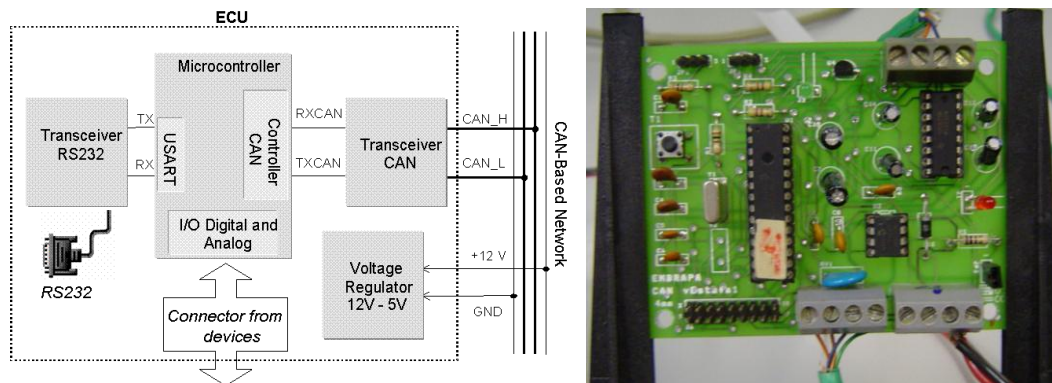 ECU
Microcontroller
Transceiver
RS232
TX
RX
USART
Controller
CAN
RXCAN
TXCAN
Transceiver
CAN
CAN_H
CAN_L
CAN-Based Network
I/O Digital and
Analog
RS232
Connector from
devices
Voltage
Regulator
12V - 5V
+12 V
GND
T1
EMBRAPA
CAN